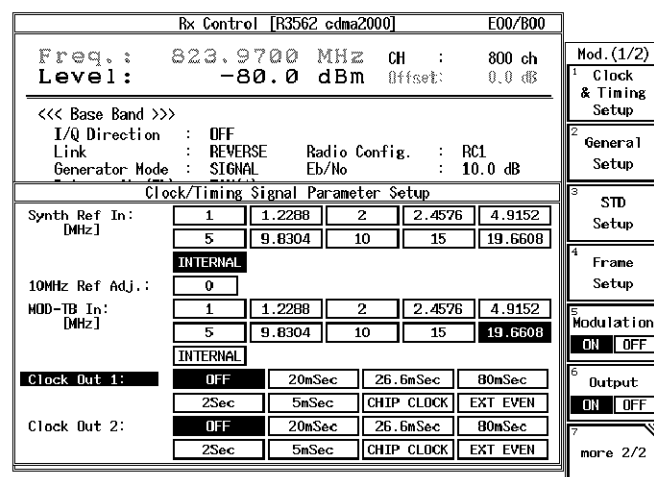 Rx Control [R3562 cdma2000] E00/B00
Freq.: 823.9700 MHz CH : 800 ch
Level: -80.0 dBm Offset: 0.0 dB
<<< Base Band >>>
I/Q Direction : OFF
Link : REVERSE Radio Config. : RC1
Generator Mode : SIGNAL Eb/No : 10.0 dB
Clock/Timing Signal Parameter Setup
Synth Ref In: 1 1.2288 2 2.4576 4.9152
[MHz] 5 9.8304 10 15 19.6608
INTERNAL
10MHz Ref Adj.: 0
MOD-TB In: 1 1.2288 2 2.4576 4.9152
[MHz] 5 9.8304 10 15 19.6608
INTERNAL
Clock Out 1: OFF 20mSec 26.6mSec 80mSec
2Sec 5mSec CHIP CLOCK EXT EVEN
Clock Out 2: OFF 20mSec 26.6mSec 80mSec
2Sec 5mSec CHIP CLOCK EXT EVEN
Mod.(1/2)
1 Clock
& Timing
Setup
2 General
Setup
3 STD
Setup
4 Frame
Setup
5 Modulation
ON OFF
6 Output
ON OFF
7 more 2/2